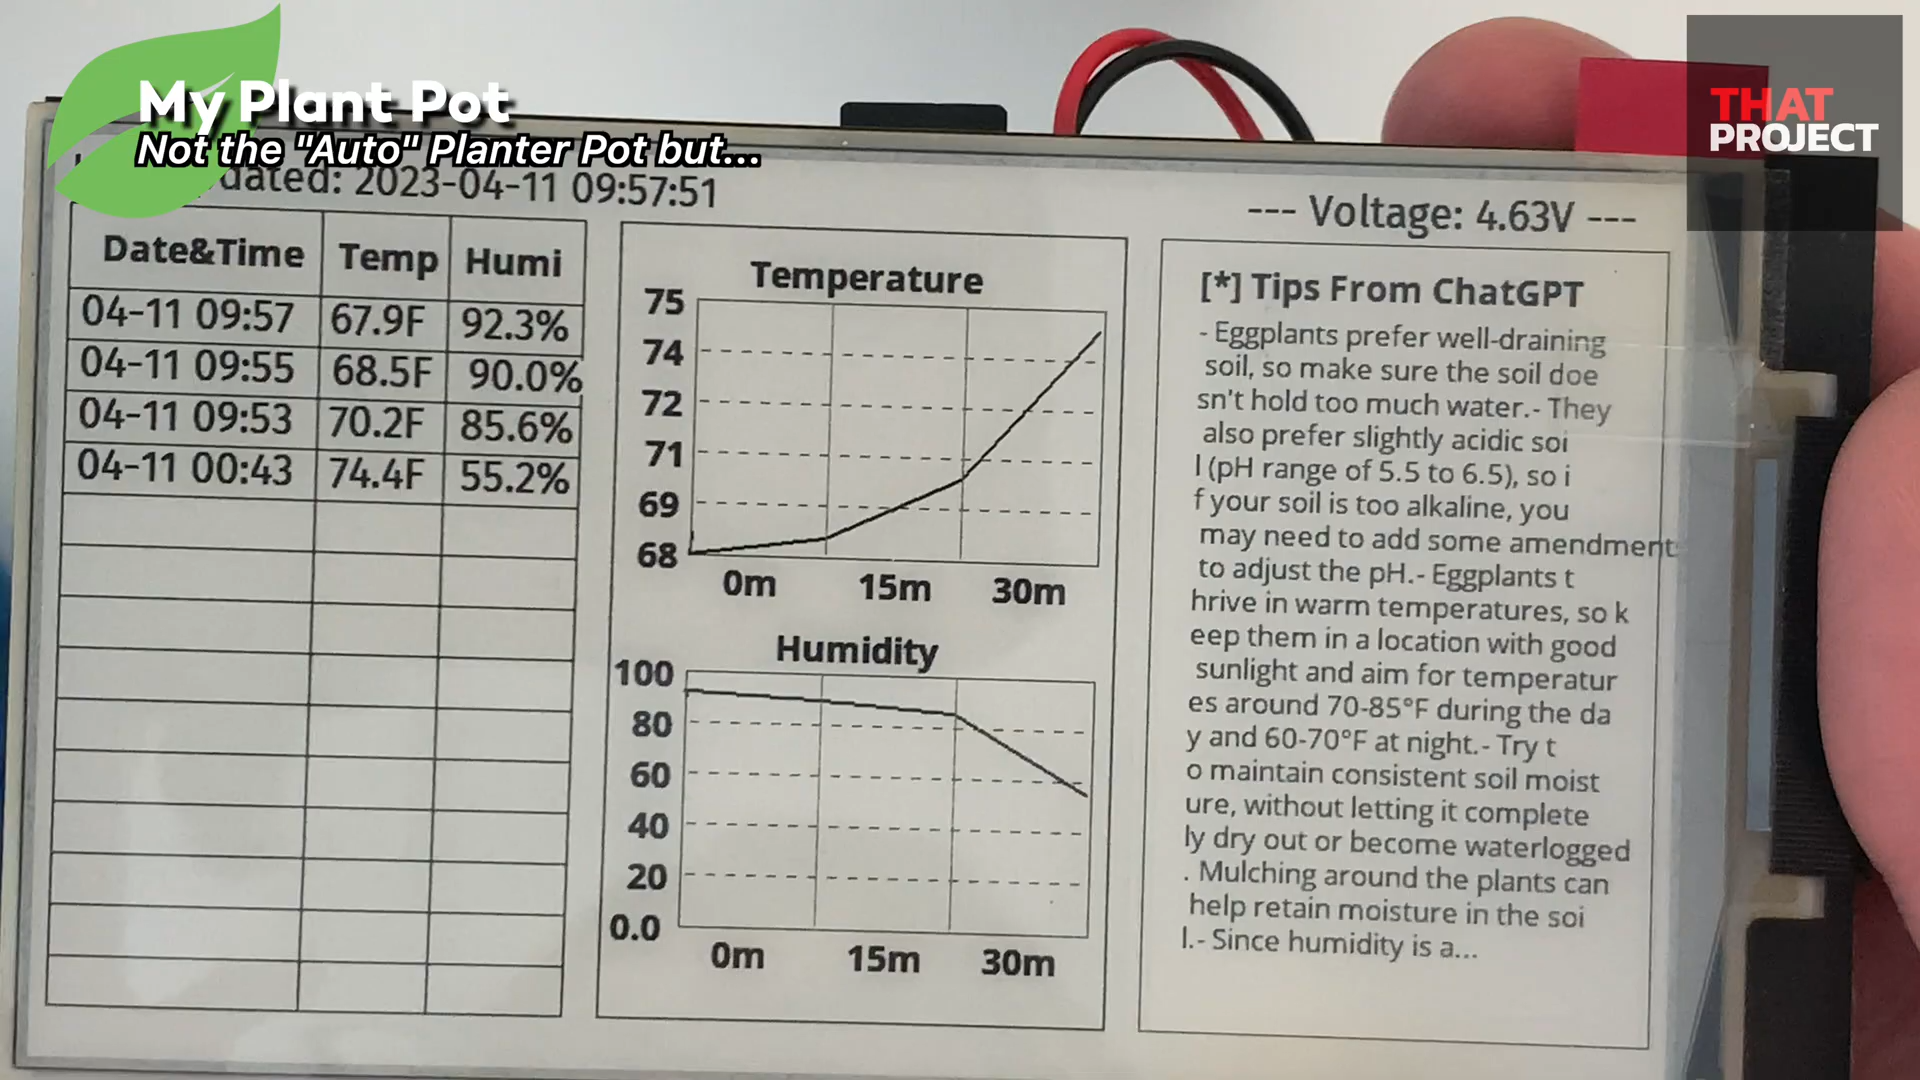 My Plant Pot
Not the "Auto" Planter Pot but...
THAT
PROJECT
dated: 2023-04-11 09:57:51
--- Voltage: 4.63V ---
Date&Time Temp Humi
04-11 09:57 67.9F 92.3%
04-11 09:55 68.5F 90.0%
04-11 09:53 70.2F 85.6%
04-11 00:43 74.4F 55.2%
Temperature
75
74
72
71
69
68
0m 15m 30m
Humidity
100
80
60
40
20
0.0
0m 15m 30m
[*] Tips From ChatGPT
- Eggplants prefer well-draining
soil, so make sure the soil doe
sn't hold too much water.- They
also prefer slightly acidic soi
l (pH range of 5.5 to 6.5), so i
f your soil is too alkaline, you
may need to add some amendment
to adjust the pH.- Eggplants t
hrive in warm temperatures, so k
eep them in a location with good
sunlight and aim for temperatur
es around 70-85°F during the da
y and 60-70°F at night.- Try t
o maintain consistent soil moist
ure, without letting it complete
ly dry out or become waterlogged
. Mulching around the plants can
help retain moisture in the soi
l.- Since humidity is a...